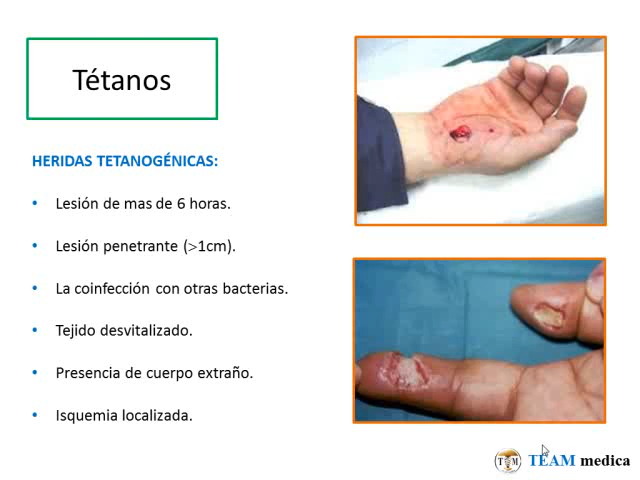 Tétanos
HERIDAS TETANOGÉNICAS:
• Lesión de mas de 6 horas.
• Lesión penetrante (>1cm).
• La coinfección con otras bacterias.
• Tejido desvitalizado.
• Presencia de cuerpo extraño.
• Isquemia localizada.
TEAM medica